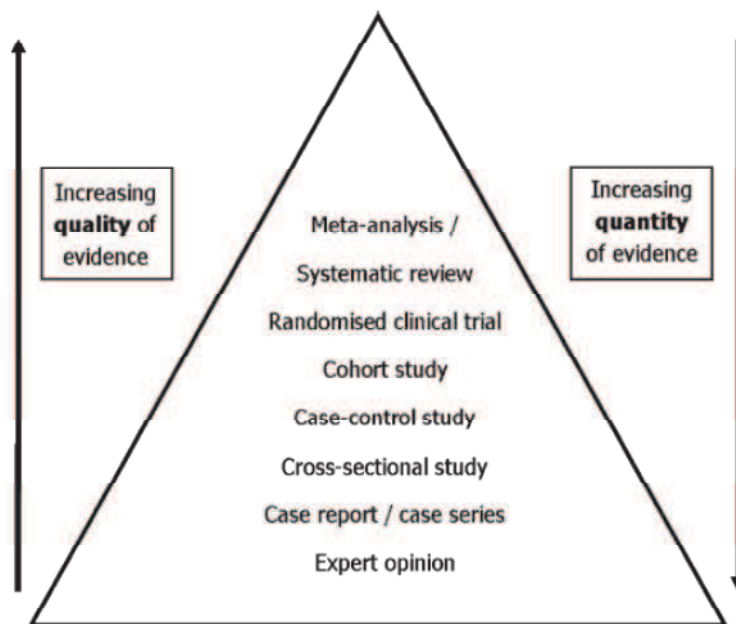 Increasing
quality of
evidence
Increasing
quantity
of evidence
Meta-analysis /
Systematic review
Randomised clinical trial
Cohort study
Case-control study
Cross-sectional study
Case report / case series
Expert opinion